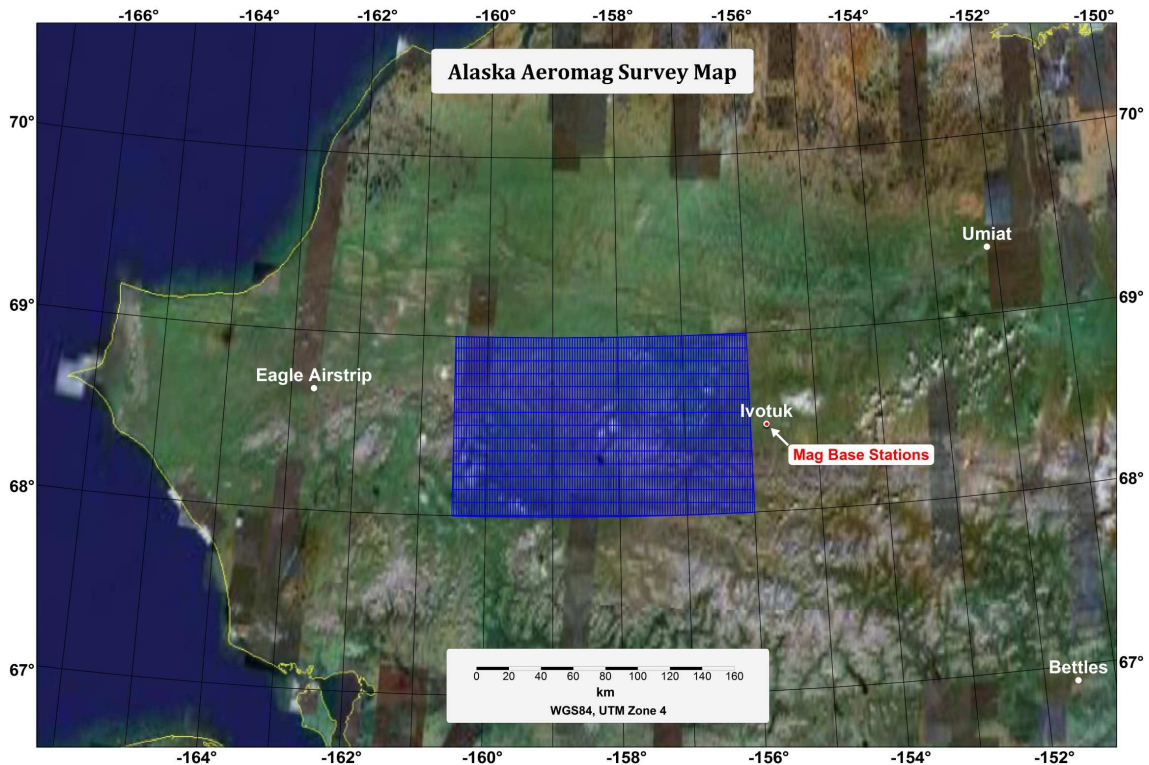 -166° -164° -162° -160° -158° -156° -154° -152° -150°
Alaska Aeromag Survey Map
70° 70°
Umiat
69° 69°
Eagle Airstrip
Ivotuk
Mag Base Stations
68° 68°
67° 67°
Bettles
0 20 40 60 80 100 120 140 160
km
WGS84, UTM Zone 4
-164° -162° -160° -158° -156° -154° -152°